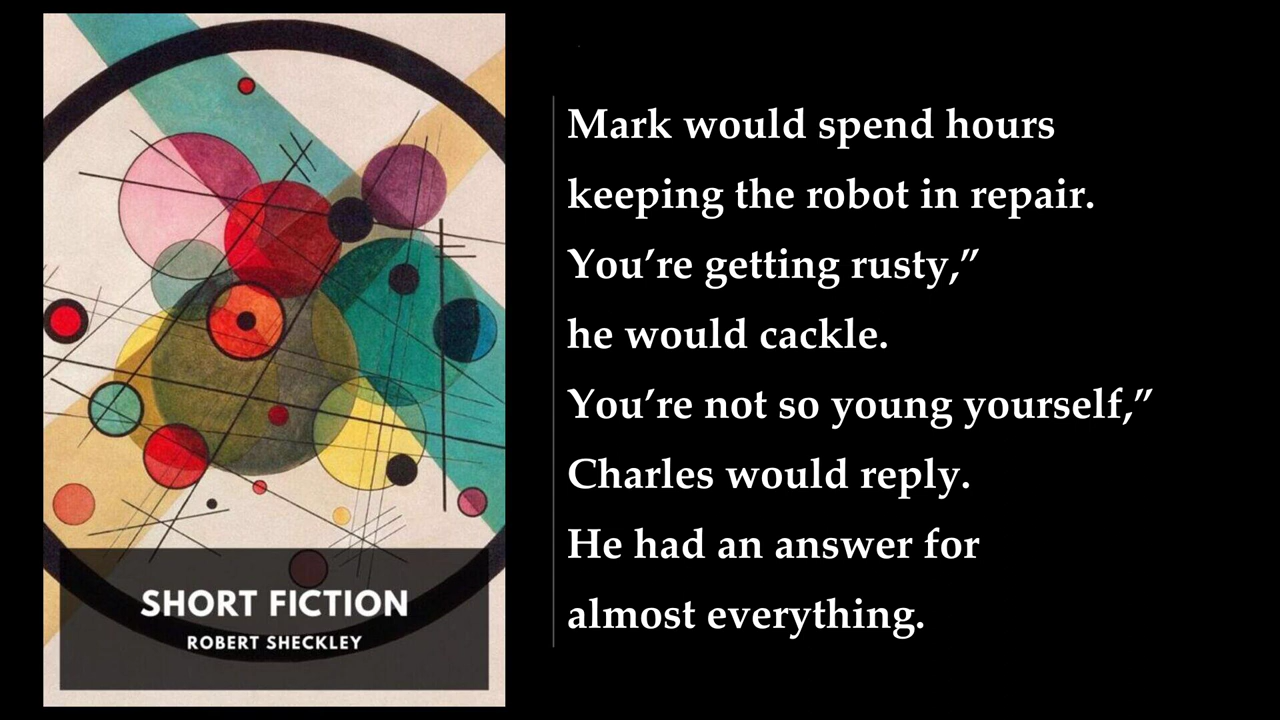 SHORT FICTION
ROBERT SHECKLEY
Mark would spend hours
keeping the robot in repair.
You’re getting rusty,”
he would cackle.
You’re not so young yourself,”
Charles would reply.
He had an answer for
almost everything.